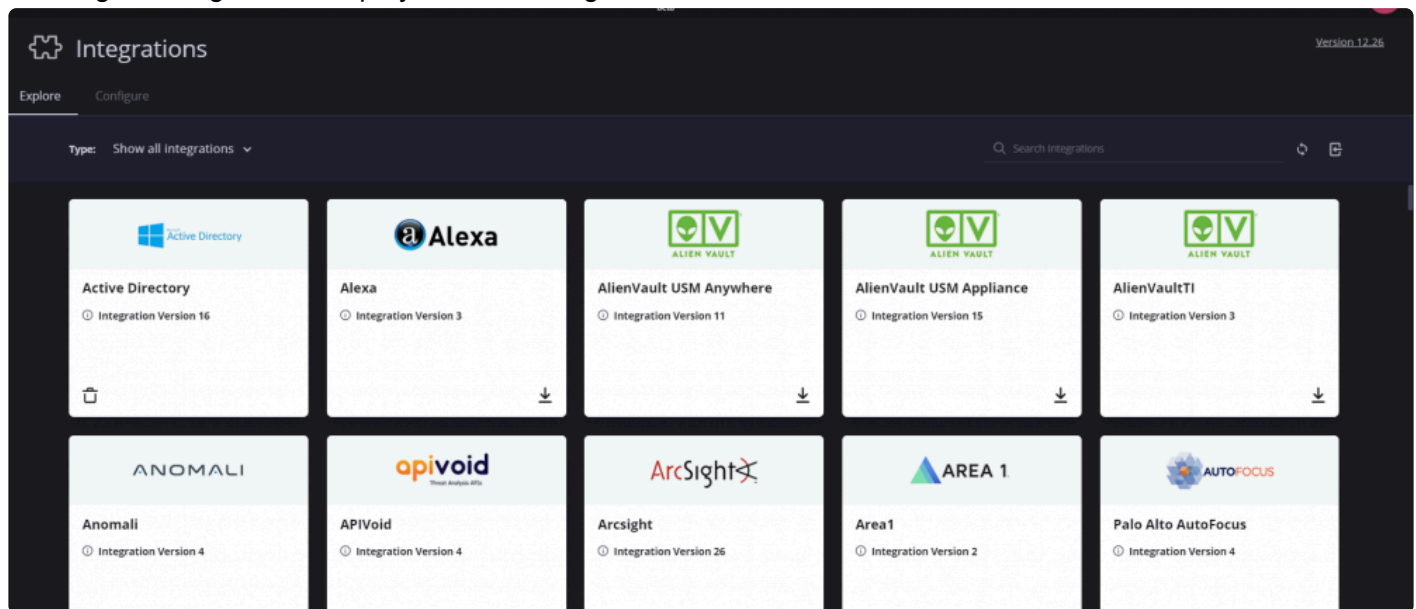 Integrations
Version 12.26
Explore
Configure
Type: Show all integrations
Search Integrations
Active Directory
Alexa
ALIEN VAULT
ALIEN VAULT
ALIEN VAULT
Active Directory
Alexa
AlienVault USM Anywhere
AlienVault USM Appliance
AlienVaultTI
Integration Version 16
Integration Version 3
Integration Version 11
Integration Version 15
Integration Version 3
ANOMALI
apivoid
Threat Analysis APIs
ArcSight
AREA 1
AUTOFOCUS
Anomali
APIVoid
Arcsight
Area1
Palo Alto AutoFocus
Integration Version 4
Integration Version 4
Integration Version 26
Integration Version 2
Integration Version 4